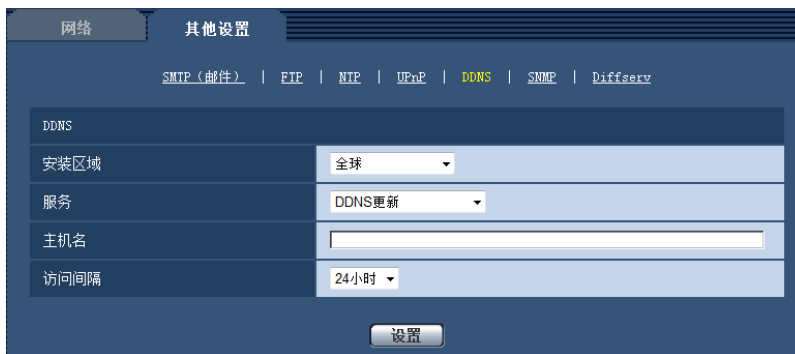 网络 其他设置
SMTP（邮件） | FTP | NTP | UPnP | DDNS | SNMP | Diffserv
DDNS
安装区域 全球
服务 DDNS更新
主机名
访问间隔 24小时
设置